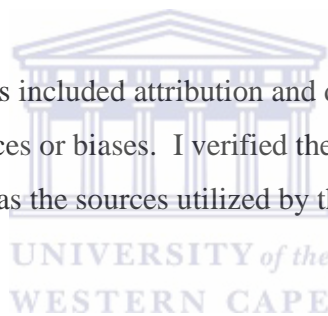 s included attribution and
ces or biases. I verified the
as the sources utilized by th
UNIVERSITY of the
WESTERN CAPE